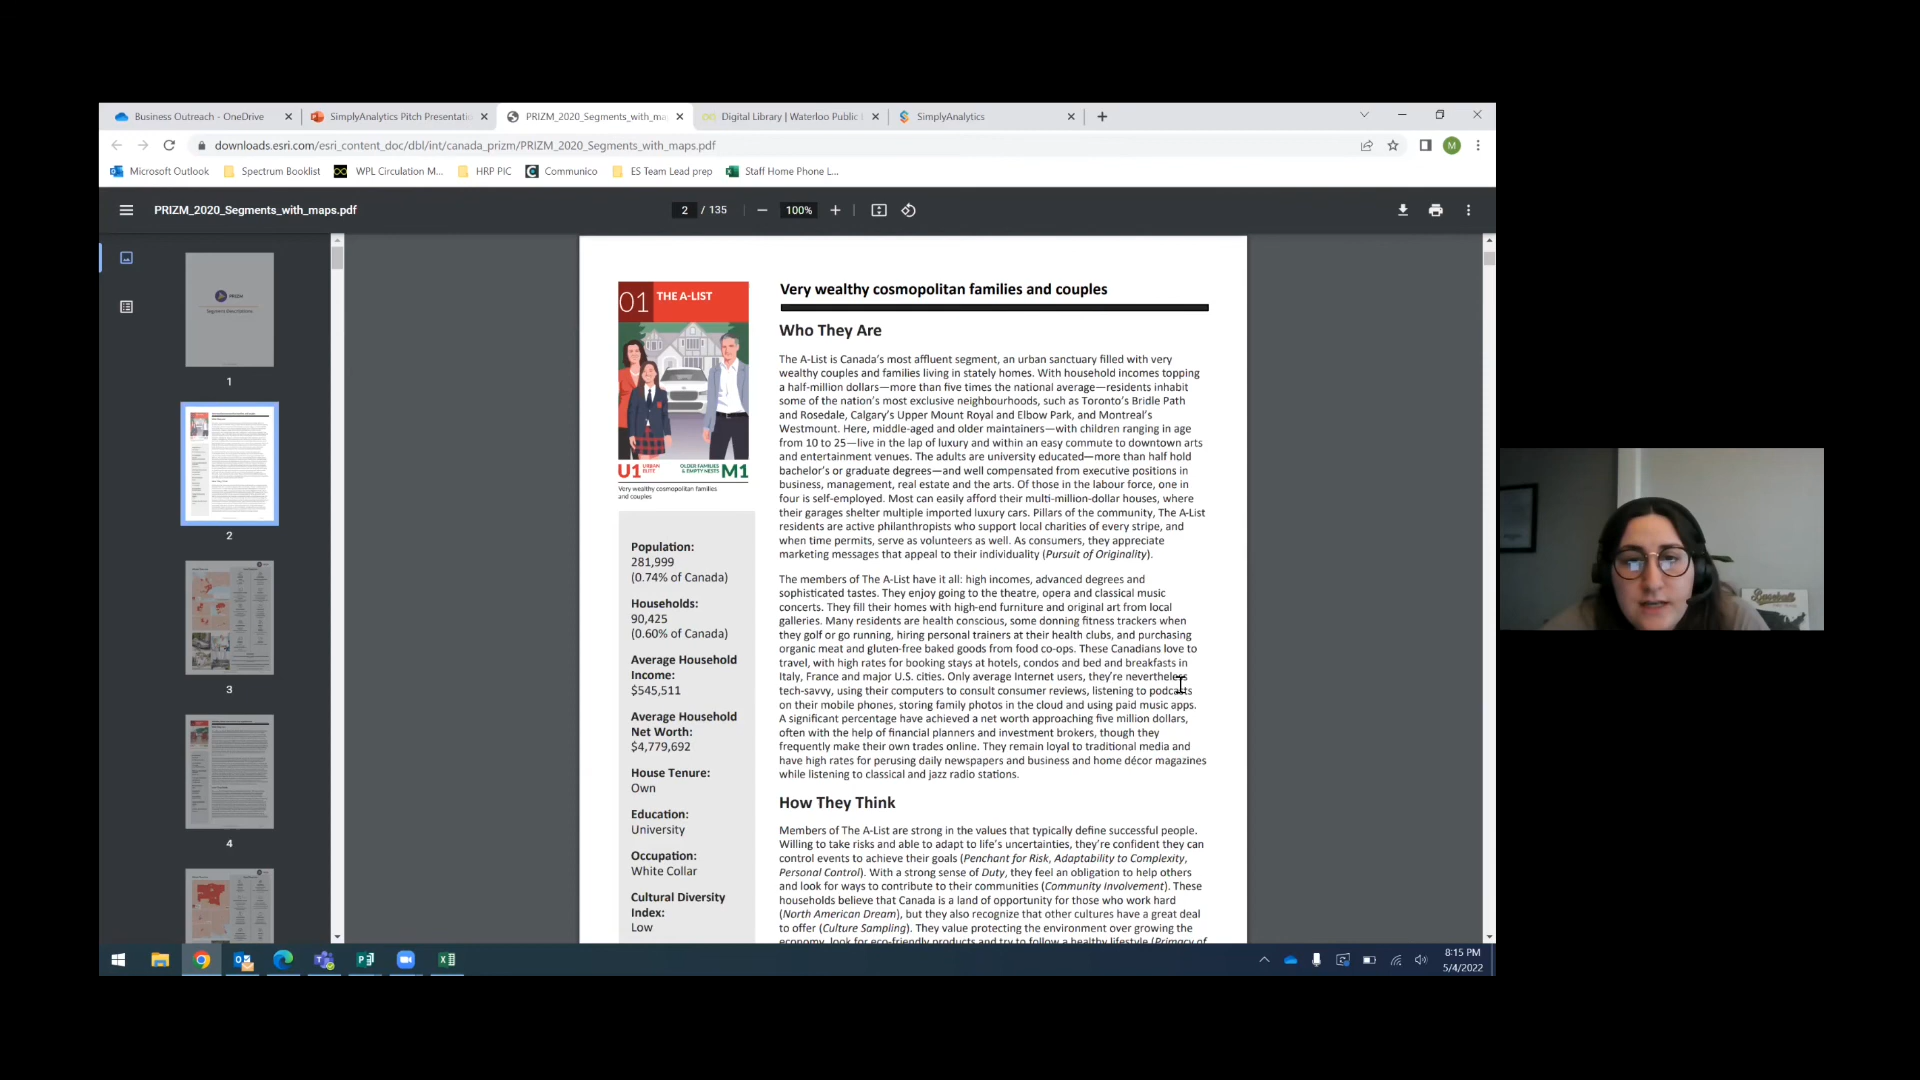 Business Outreach - OneDrive
SimplyAnalytics Pitch Presentatio
PRIZM_2020_Segments_with_ma
Digital Library | Waterloo Public
SimplyAnalytics
downloads.esri.com/esri_content_doc/dbl/int/canada_prizm/PRIZM_2020_Segments_with_maps.pdf
M
Microsoft Outlook
Spectrum Booklist
WPL Circulation M...
HRP PIC
Communico
ES Team Lead prep
Staff Home Phone L...
PRIZM_2020_Segments_with_maps.pdf
2 / 135
100%
PRIZM
Segment Descriptions
1
2
3
4
01 THE A-LIST
U1 URBAN ELITE
OLDER FAMILIES & EMPTY NESTS M1
Very wealthy cosmopolitan families
and couples
Population:
281,999
(0.74% of Canada)
Households:
90,425
(0.60% of Canada)
Average Household
Income:
$545,511
Average Household
Net Worth:
$4,779,692
House Tenure:
Own
Education:
University
Occupation:
White Collar
Cultural Diversity
Index:
Low
Very wealthy cosmopolitan families and couples
Who They Are
The A-List is Canada's most affluent segment, an urban sanctuary filled with very
wealthy couples and families living in stately homes. With household incomes topping
a half-million dollars—more than five times the national average—residents inhabit
some of the nation's most exclusive neighbourhoods, such as Toronto's Bridle Path
and Rosedale, Calgary's Upper Mount Royal and Elbow Park, and Montreal's
Westmount. Here, middle-aged and older maintainers—with children ranging in age
from 10 to 25—live in the lap of luxury and within an easy commute to downtown arts
and entertainment venues. The adults are university educated—more than half hold
bachelor's or graduate degrees—and well compensated from executive positions in
business, management, real estate and the arts. Of those in the labour force, one in
four is self-employed. Most can easily afford their multi-million-dollar houses, where
their garages shelter multiple imported luxury cars. Pillars of the community, The A-List
residents are active philanthropists who support local charities of every stripe, and
when time permits, serve as volunteers as well. As consumers, they appreciate
marketing messages that appeal to their individuality (Pursuit of Originality).
The members of The A-List have it all: high incomes, advanced degrees and
sophisticated tastes. They enjoy going to the theatre, opera and classical music
concerts. They fill their homes with high-end furniture and original art from local
galleries. Many residents are health conscious, some donning fitness trackers when
they golf or go running, hiring personal trainers at their health clubs, and purchasing
organic meat and gluten-free baked goods from food co-ops. These Canadians love to
travel, with high rates for booking stays at hotels, condos and bed and breakfasts in
Italy, France and major U.S. cities. Only average Internet users, they're nevertheless
tech-savvy, using their computers to consult consumer reviews, listening to podcasts
on their mobile phones, storing family photos in the cloud and using paid music apps.
A significant percentage have achieved a net worth approaching five million dollars,
often with the help of financial planners and investment brokers, though they
frequently make their own trades online. They remain loyal to traditional media and
have high rates for perusing daily newspapers and business and home décor magazines
while listening to classical and jazz radio stations.
How They Think
Members of The A-List are strong in the values that typically define successful people.
Willing to take risks and able to adapt to life's uncertainties, they're confident they can
control events to achieve their goals (Penchant for Risk, Adaptability to Complexity,
Personal Control). With a strong sense of Duty, they feel an obligation to help others
and look for ways to contribute to their communities (Community Involvement). These
households believe that Canada is a land of opportunity for those who work hard
(North American Dream), but they also recognize that other cultures have a great deal
to offer (Culture Sampling). They value protecting the environment over growing the
economy, look for eco-friendly products and try to follow a healthy lifestyle (Primacy of
8:15 PM
5/4/2022
Baseball